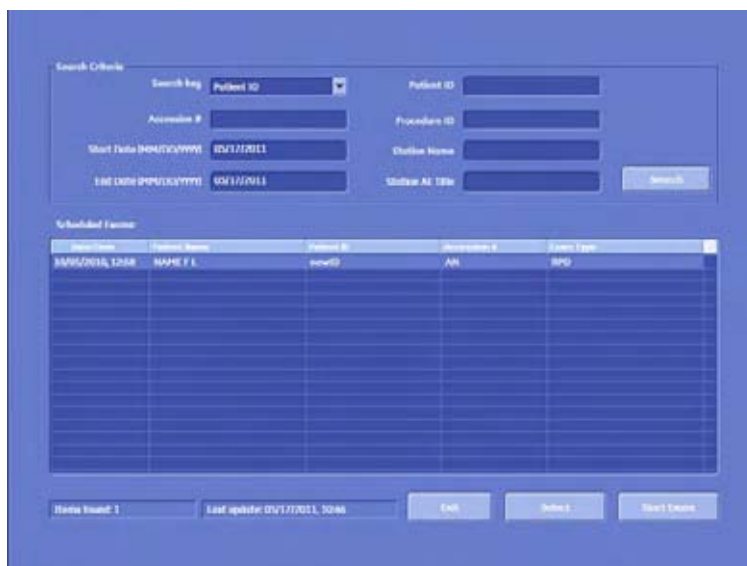 Search Criteria
Search key Patient ID Patient ID
Accession # Procedure ID
Start Date (MM/DD/YYYY) 05/17/2011 Station Name
End Date (MM/DD/YYYY) 05/17/2011 Station AE Title Search
Scheduled Exams
Date/Time Patient Name Patient ID Accession # Exam Type
NAME F L newID AN
Items found: 1 Last update: 05/17/2011, Exit Select Start Exam